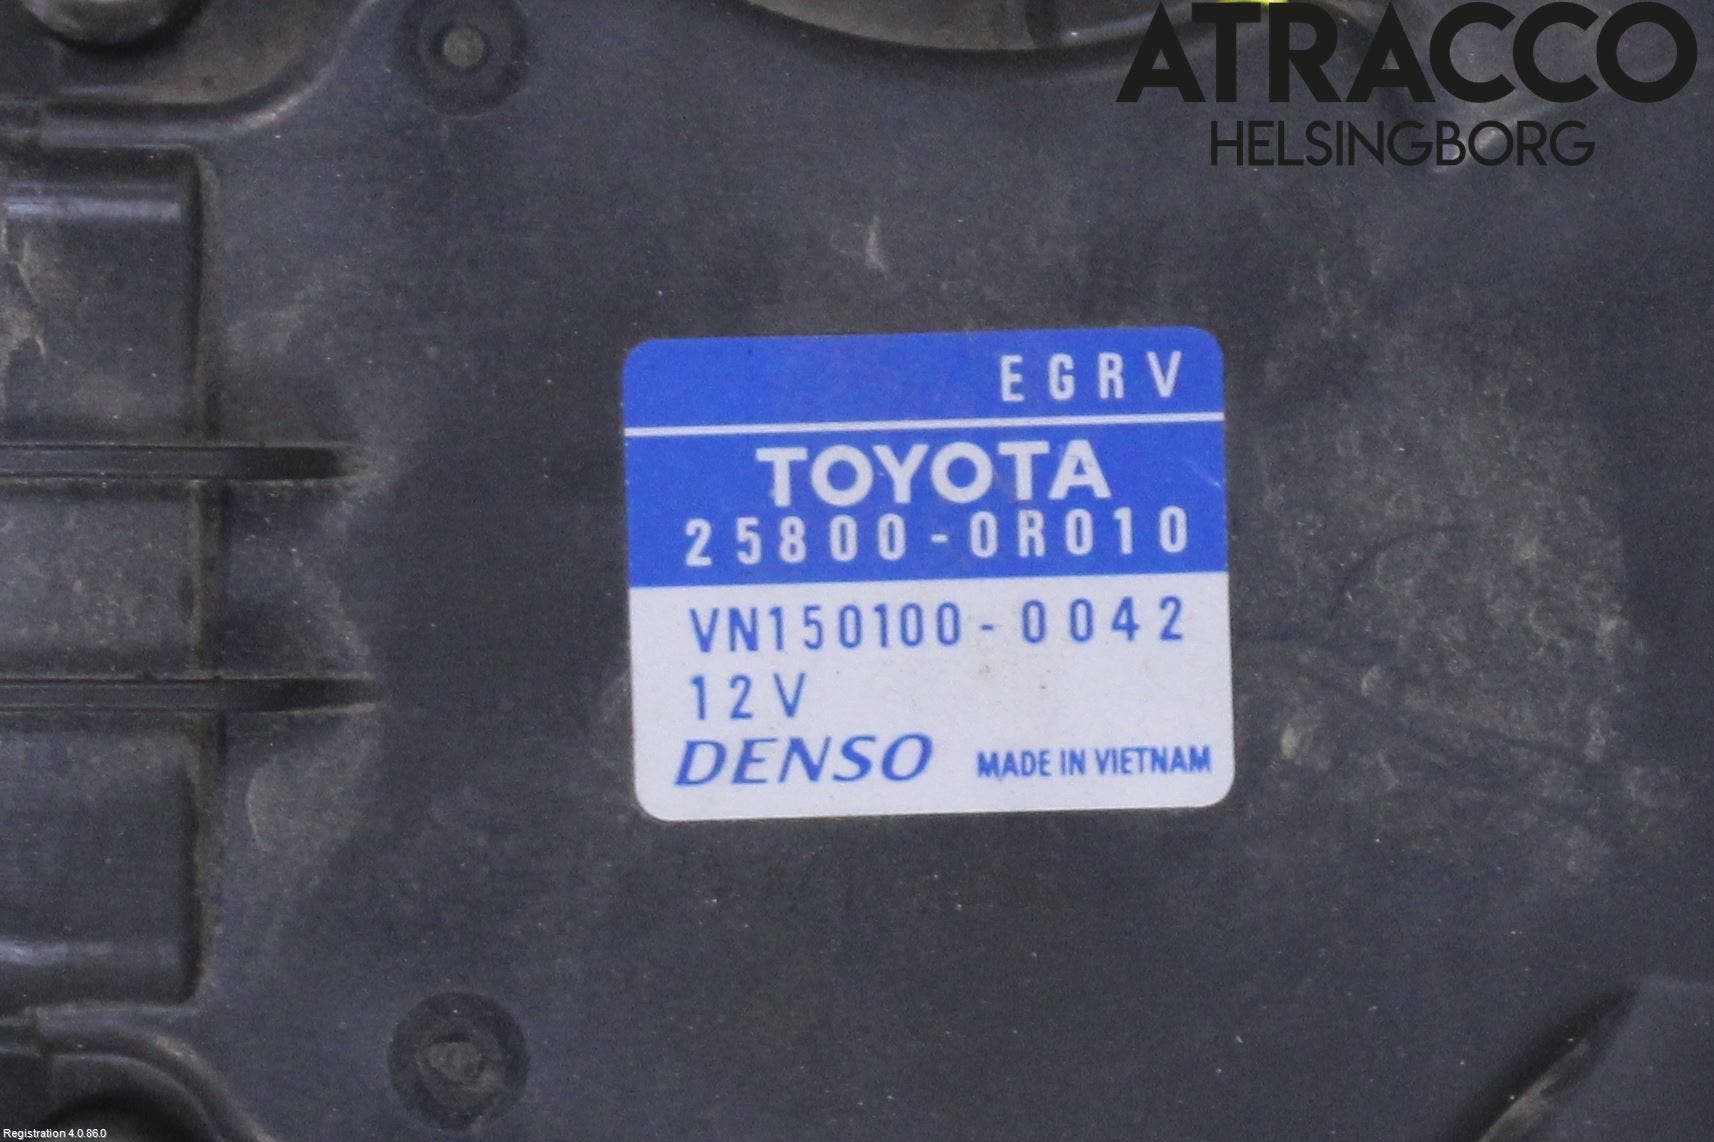 ATRACCO
HELSINGBORG
EGRV
TOYOTA
25800-0R010
VN150100-0042
12V
DENSO MADE IN VIETNAM
Registration 4.0.86.0